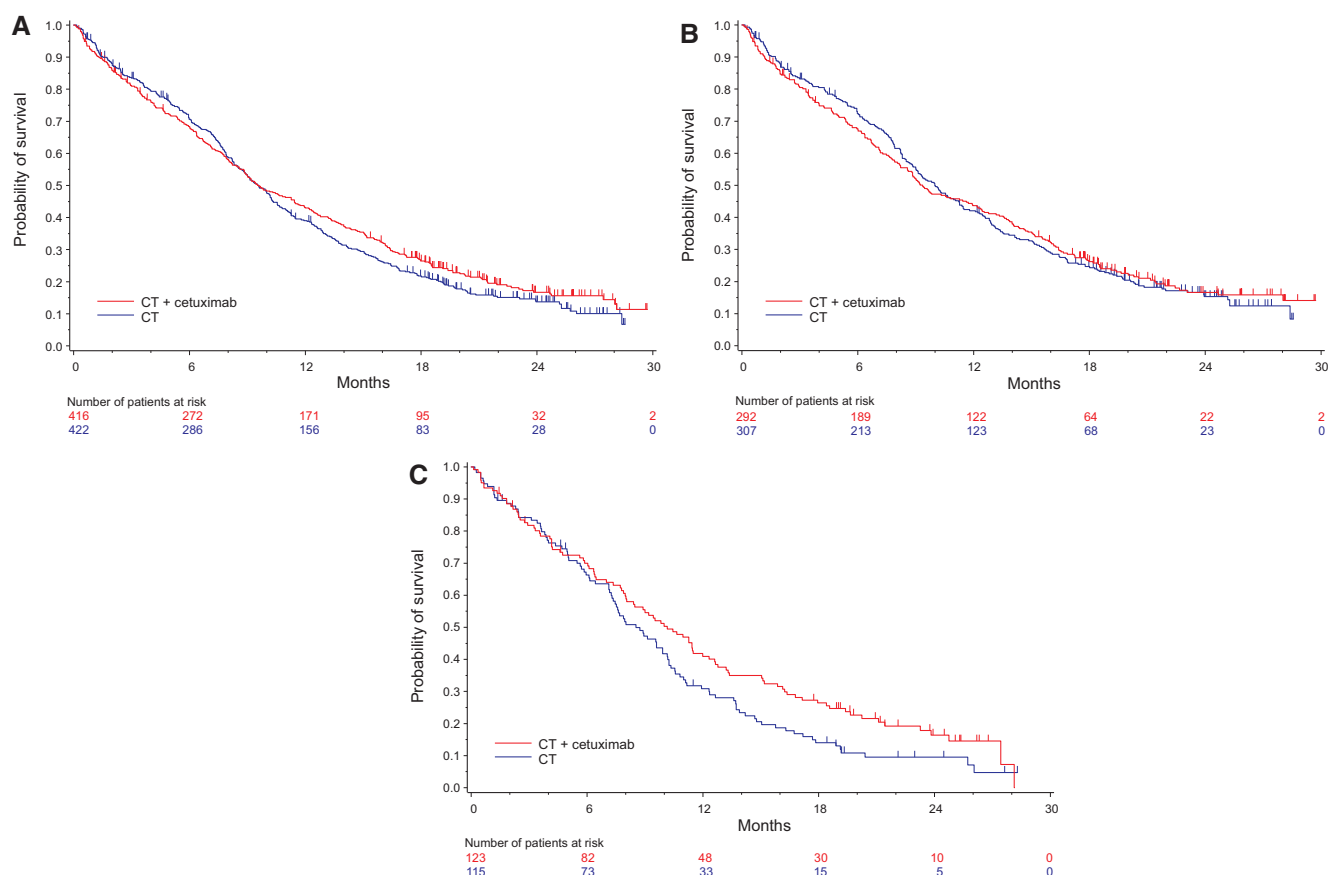 A
Probability of survival
1.0
0.9
0.8
0.7
0.6
0.5
0.4
0.3
0.2
0.1
0.0
CT + cetuximab
CT
0 6 12 18 24 30
Months
Number of patients at risk
416 272 171 95 32 2
422 286 156 83 28 0
B
Probability of survival
1.0
0.9
0.8
0.7
0.6
0.5
0.4
0.3
0.2
0.1
0.0
CT + cetuximab
CT
0 6 12 18 24 30
Months
Number of patients at risk
292 189 122 64 22 2
307 213 123 68 23 0
C
Probability of survival
1.0
0.9
0.8
0.7
0.6
0.5
0.4
0.3
0.2
0.1
0.0
CT + cetuximab
CT
0 6 12 18 24 30
Months
Number of patients at risk
123 82 48 30 10 0
115 73 33 15 5 0